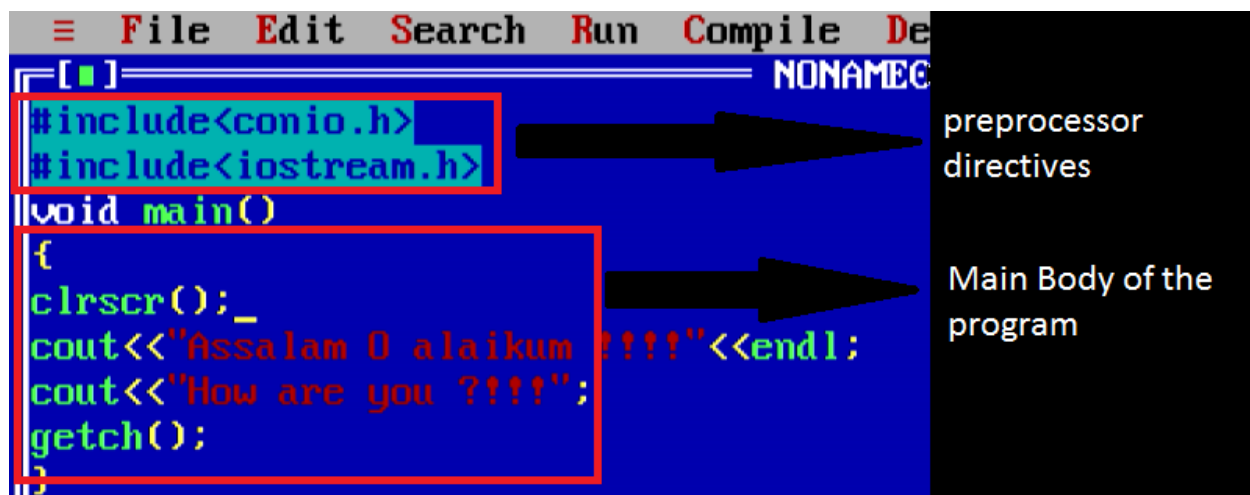 ≡ File Edit Search Run Compile De
[■] NONAME0
#include<conio.h>
#include<iostream.h>
void main()
{
clrscr();_
cout<<"Assalam O alaikum !!!!"<<endl;
cout<<"How are you ?!!!";
getch();
}
preprocessor
directives
Main Body of the
program